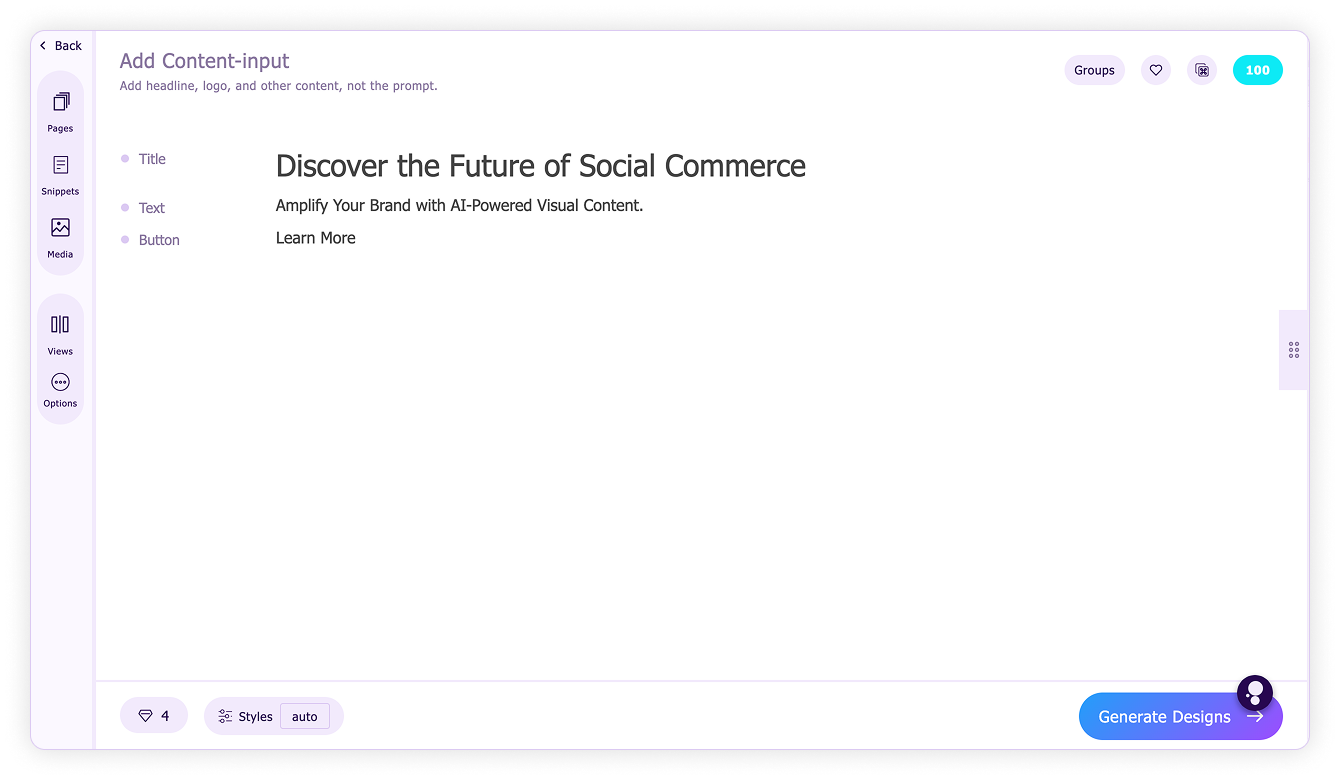 Back
Add Content-input
Add headline, logo, and other content, not the prompt.
Groups
100
Pages
Snippets
Media
Views
Options
Title
Discover the Future of Social Commerce
Text
Amplify Your Brand with AI-Powered Visual Content.
Button
Learn More
4
Styles
auto
Generate Designs